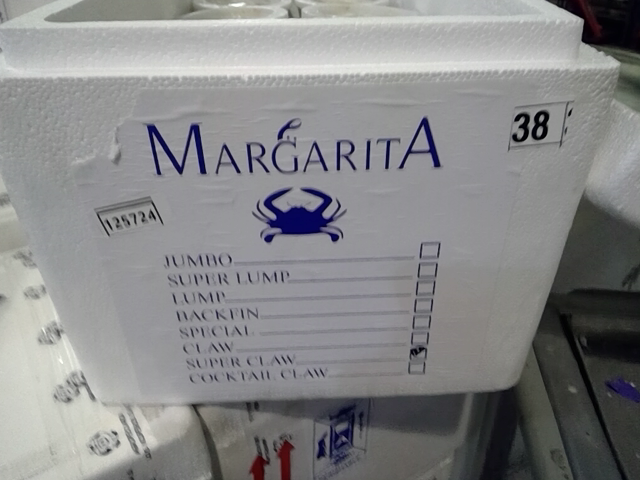 MARGARITA
38
125724
JUMBO
SUPER LUMP
LUMP
BACKFIN
SPECIAL
CLAW
SUPER CLAW
COCKTAIL CLAW